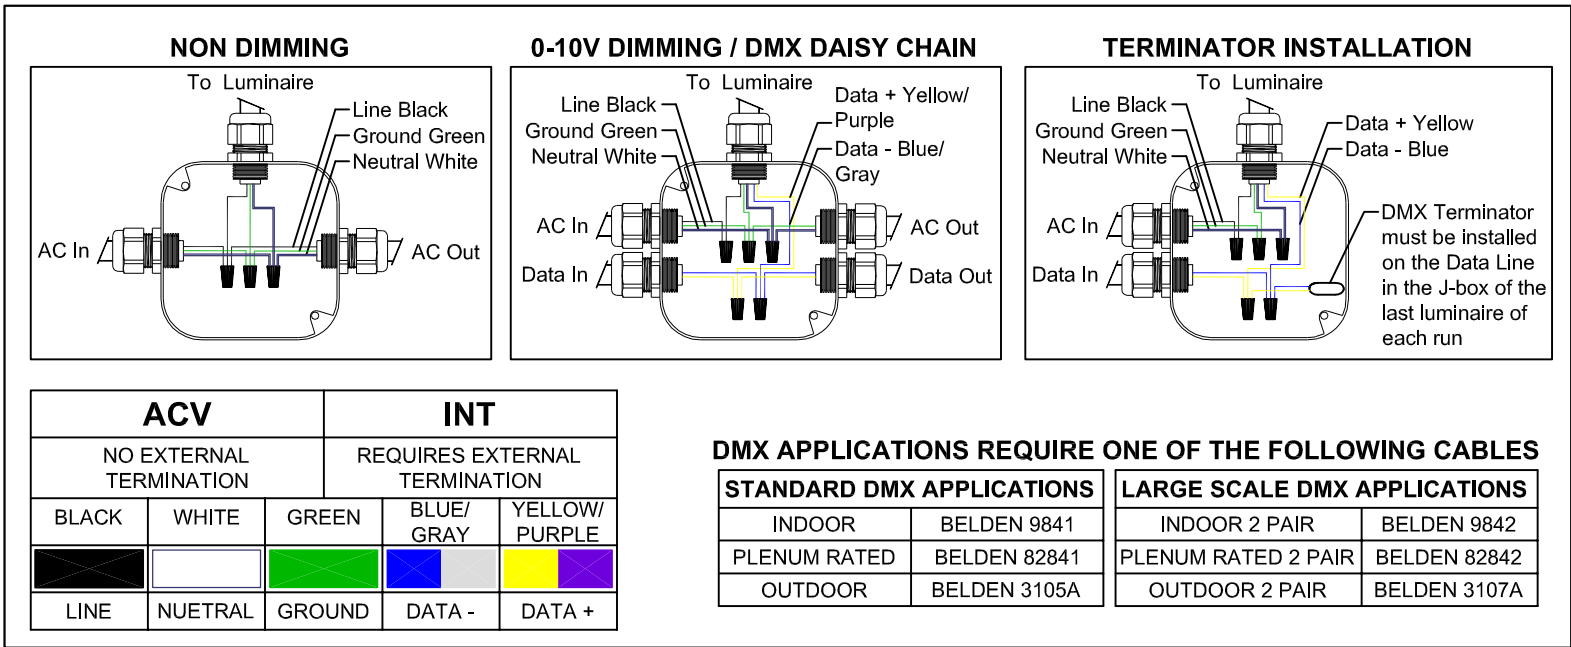 NON DIMMING
To Luminaire
Line Black
Ground Green
Neutral White
AC In
AC Out
0-10V DIMMING / DMX DAISY CHAIN
To Luminaire
Line Black
Ground Green
Neutral White
Data + Yellow/
Purple
Data - Blue/
Gray
AC In
AC Out
Data In
Data Out
TERMINATOR INSTALLATION
To Luminaire
Line Black
Ground Green
Neutral White
Data + Yellow
Data - Blue
AC In
Data In
DMX Terminator
must be installed
on the Data Line
in the J-box of the
last luminaire of
each run
ACV INT
NO EXTERNAL
TERMINATION
REQUIRES EXTERNAL
TERMINATION
BLACK WHITE GREEN BLUE/
GRAY YELLOW/
PURPLE
LINE NUETRAL GROUND DATA - DATA +
DMX APPLICATIONS REQUIRE ONE OF THE FOLLOWING CABLES
STANDARD DMX APPLICATIONS
INDOOR BELDEN 9841
PLENUM RATED BELDEN 82841
OUTDOOR BELDEN 3105A
LARGE SCALE DMX APPLICATIONS
INDOOR 2 PAIR BELDEN 9842
PLENUM RATED 2 PAIR BELDEN 82842
OUTDOOR 2 PAIR BELDEN 3107A